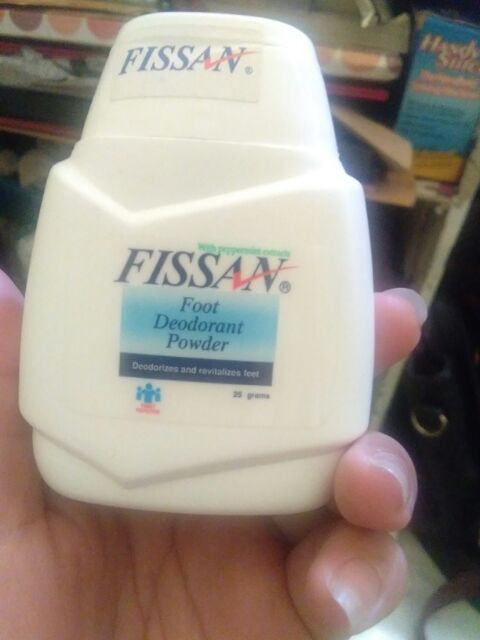 FISSAN®
With peppermint extracts
FISSAN®
Foot
Deodorant
Powder
Deodorizes and revitalizes feet
25 grams